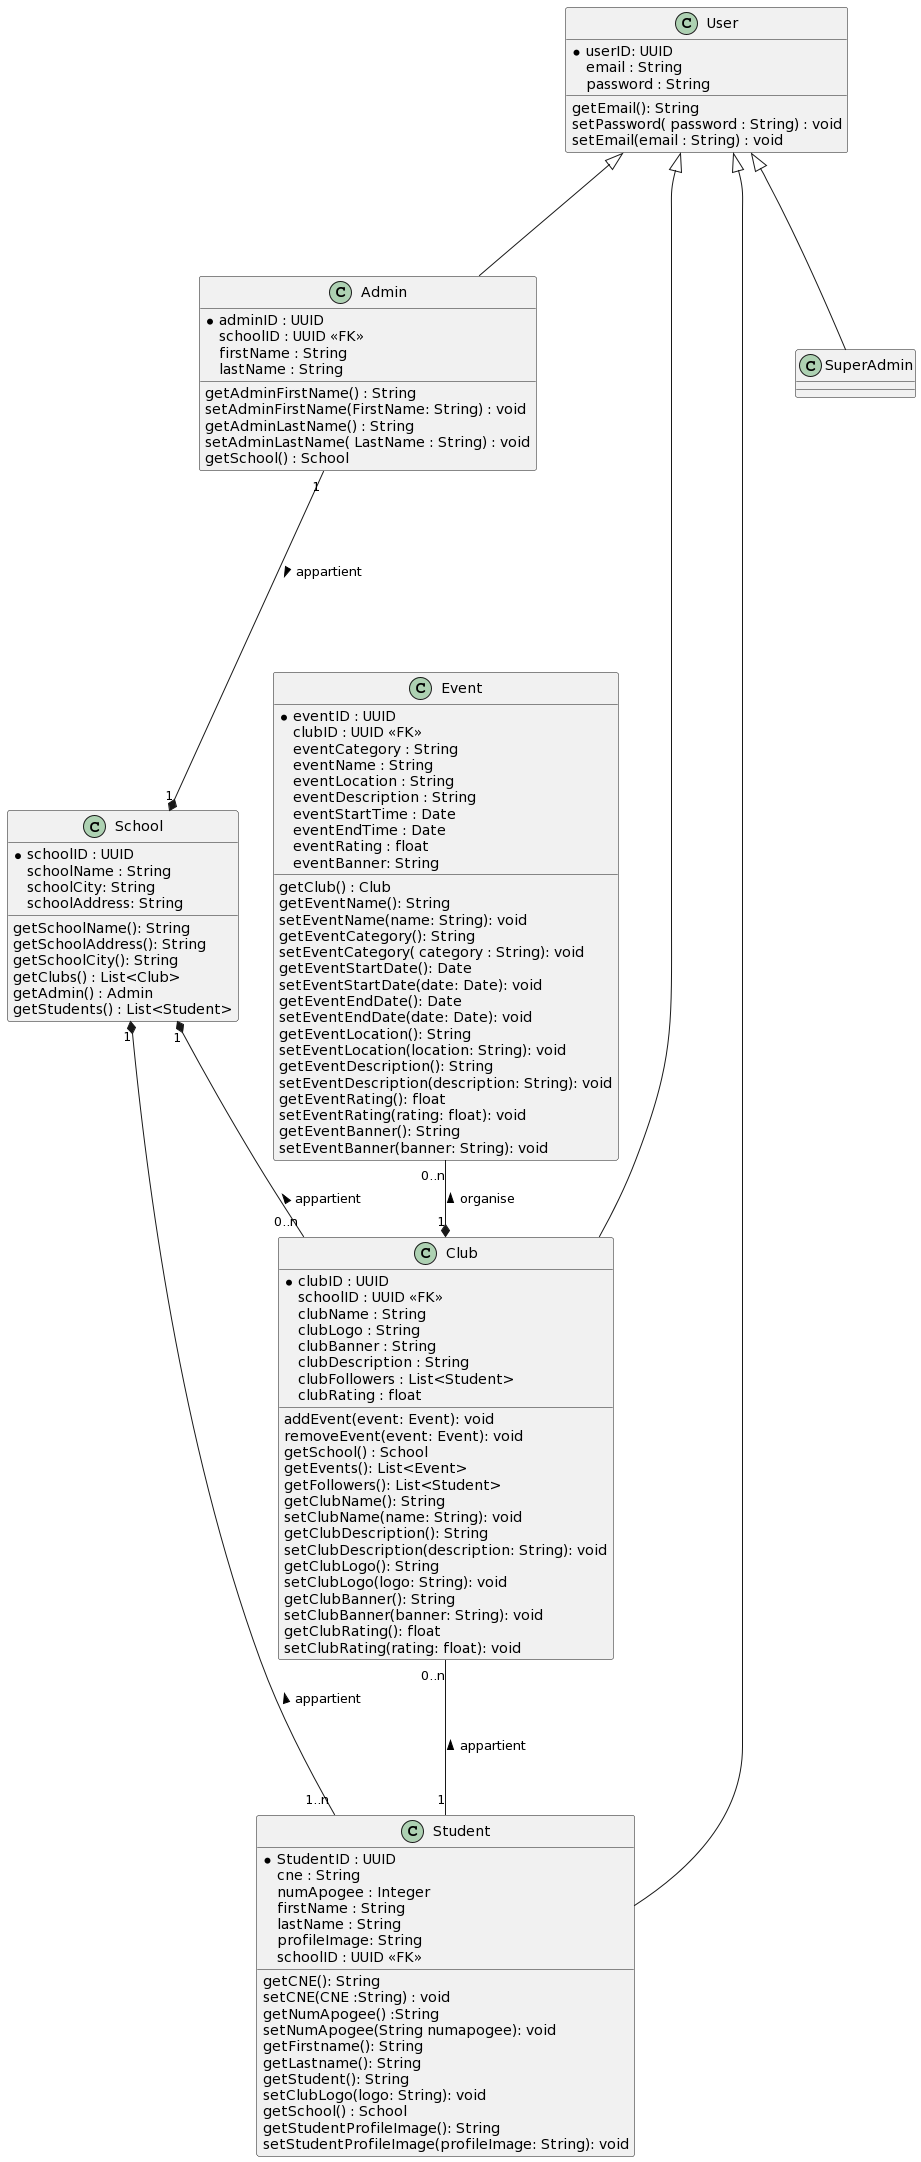 C User
userID: UUID
email : String
password : String
getEmail(): String
setPassword( password : String) : void
setEmail(email : String) : void
C Admin
adminID : UUID
schoolID : UUID «FK»
firstName : String
lastName : String
getAdminFirstName() : String
setAdminFirstName(FirstName: String) : void
getAdminLastName() : String
setAdminLastName( LastName : String) : void
getSchool() : School
C SuperAdmin
1
appartient
1
C Event
eventID : UUID
clubID : UUID «FK»
eventCategory : String
eventName : String
eventLocation : String
eventDescription : String
eventStartTime : Date
eventEndTime : Date
eventRating : float
eventBanner: String
getClub() : Club
getEventName(): String
setEventName(name: String): void
getEventCategory(): String
setEventCategory( category : String): void
getEventStartDate(): Date
setEventStartDate(date: Date): void
getEventEndDate(): Date
setEventEndDate(date: Date): void
getEventLocation(): String
setEventLocation(location: String): void
getEventDescription(): String
setEventDescription(description: String): void
getEventRating(): float
setEventRating(rating: float): void
getEventBanner(): String
setEventBanner(banner: String): void
C School
schoolID : UUID
schoolName : String
schoolCity: String
schoolAddress: String
getSchoolName(): String
getSchoolAddress(): String
getSchoolCity(): String
getClubs() : List<Club>
getAdmin() : Admin
getStudents() : List<Student>
1
1
0..n
appartient
organise
0..n
1
C Club
clubID : UUID
schoolID : UUID «FK»
clubName : String
clubLogo : String
clubBanner : String
clubDescription : String
clubFollowers : List<Student>
clubRating : float
addEvent(event: Event): void
removeEvent(event: Event): void
getSchool() : School
getEvents(): List<Event>
getFollowers(): List<Student>
getClubName(): String
setClubName(name: String): void
getClubDescription(): String
setClubDescription(description: String): void
getClubLogo(): String
setClubLogo(logo: String): void
getClubBanner(): String
setClubBanner(banner: String): void
getClubRating(): float
setClubRating(rating: float): void
0..n
appartient
appartient
1..n
1
C Student
StudentID : UUID
cne : String
numApogee : Integer
firstName : String
lastName : String
profileImage: String
schoolID : UUID «FK»
getCNE(): String
setCNE(CNE :String) : void
getNumApogee() :String
setNumApogee(String numapogee): void
getFirstname(): String
getLastname(): String
getStudent(): String
setClubLogo(logo: String): void
getSchool() : School
getStudentProfileImage(): String
setStudentProfileImage(profileImage: String): void